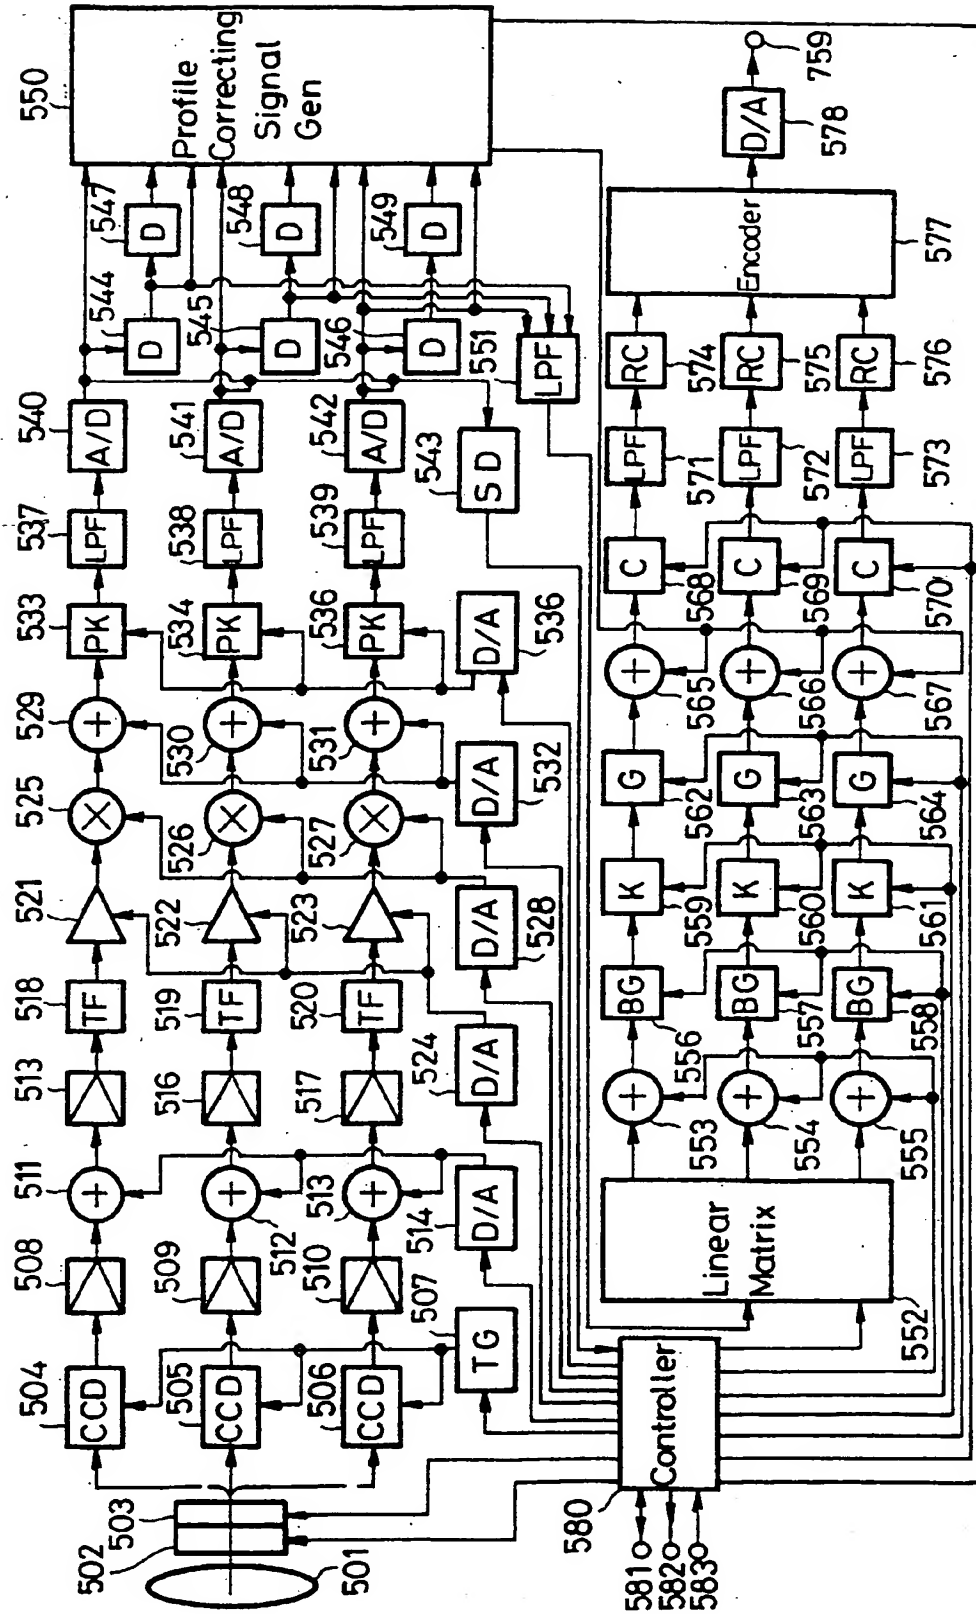 504 508 511 513 518 521 525 529 533 537 540 550
CCD + TF × + PK LPF A/D
544 547
D D
502 503 505 509 512 516 519 522 526 530 534 538 541
CCD + TF × + PK LPF A/D
545 548
D D
Profile
Correcting
Signal
Gen
501 506 510 513 517 520 523 527 531 536 539 542
CCD + TF × + PK LPF A/D
546 549
D D
507 514 524 528 532 536 543 551
TG D/A D/A D/A D/A D/A SD LPF
553 556 559 562 565 568 571 574
+ BG K G + C LPF RC
580 554 557 560 563 566 569 572 575
Controller
Linear
Matrix
+ BG K G + C LPF RC
Encoder
D/A
578
759
581
582
583
552 555 558 561 564 567 570 573 576 577
+ BG K G + C LPF RC